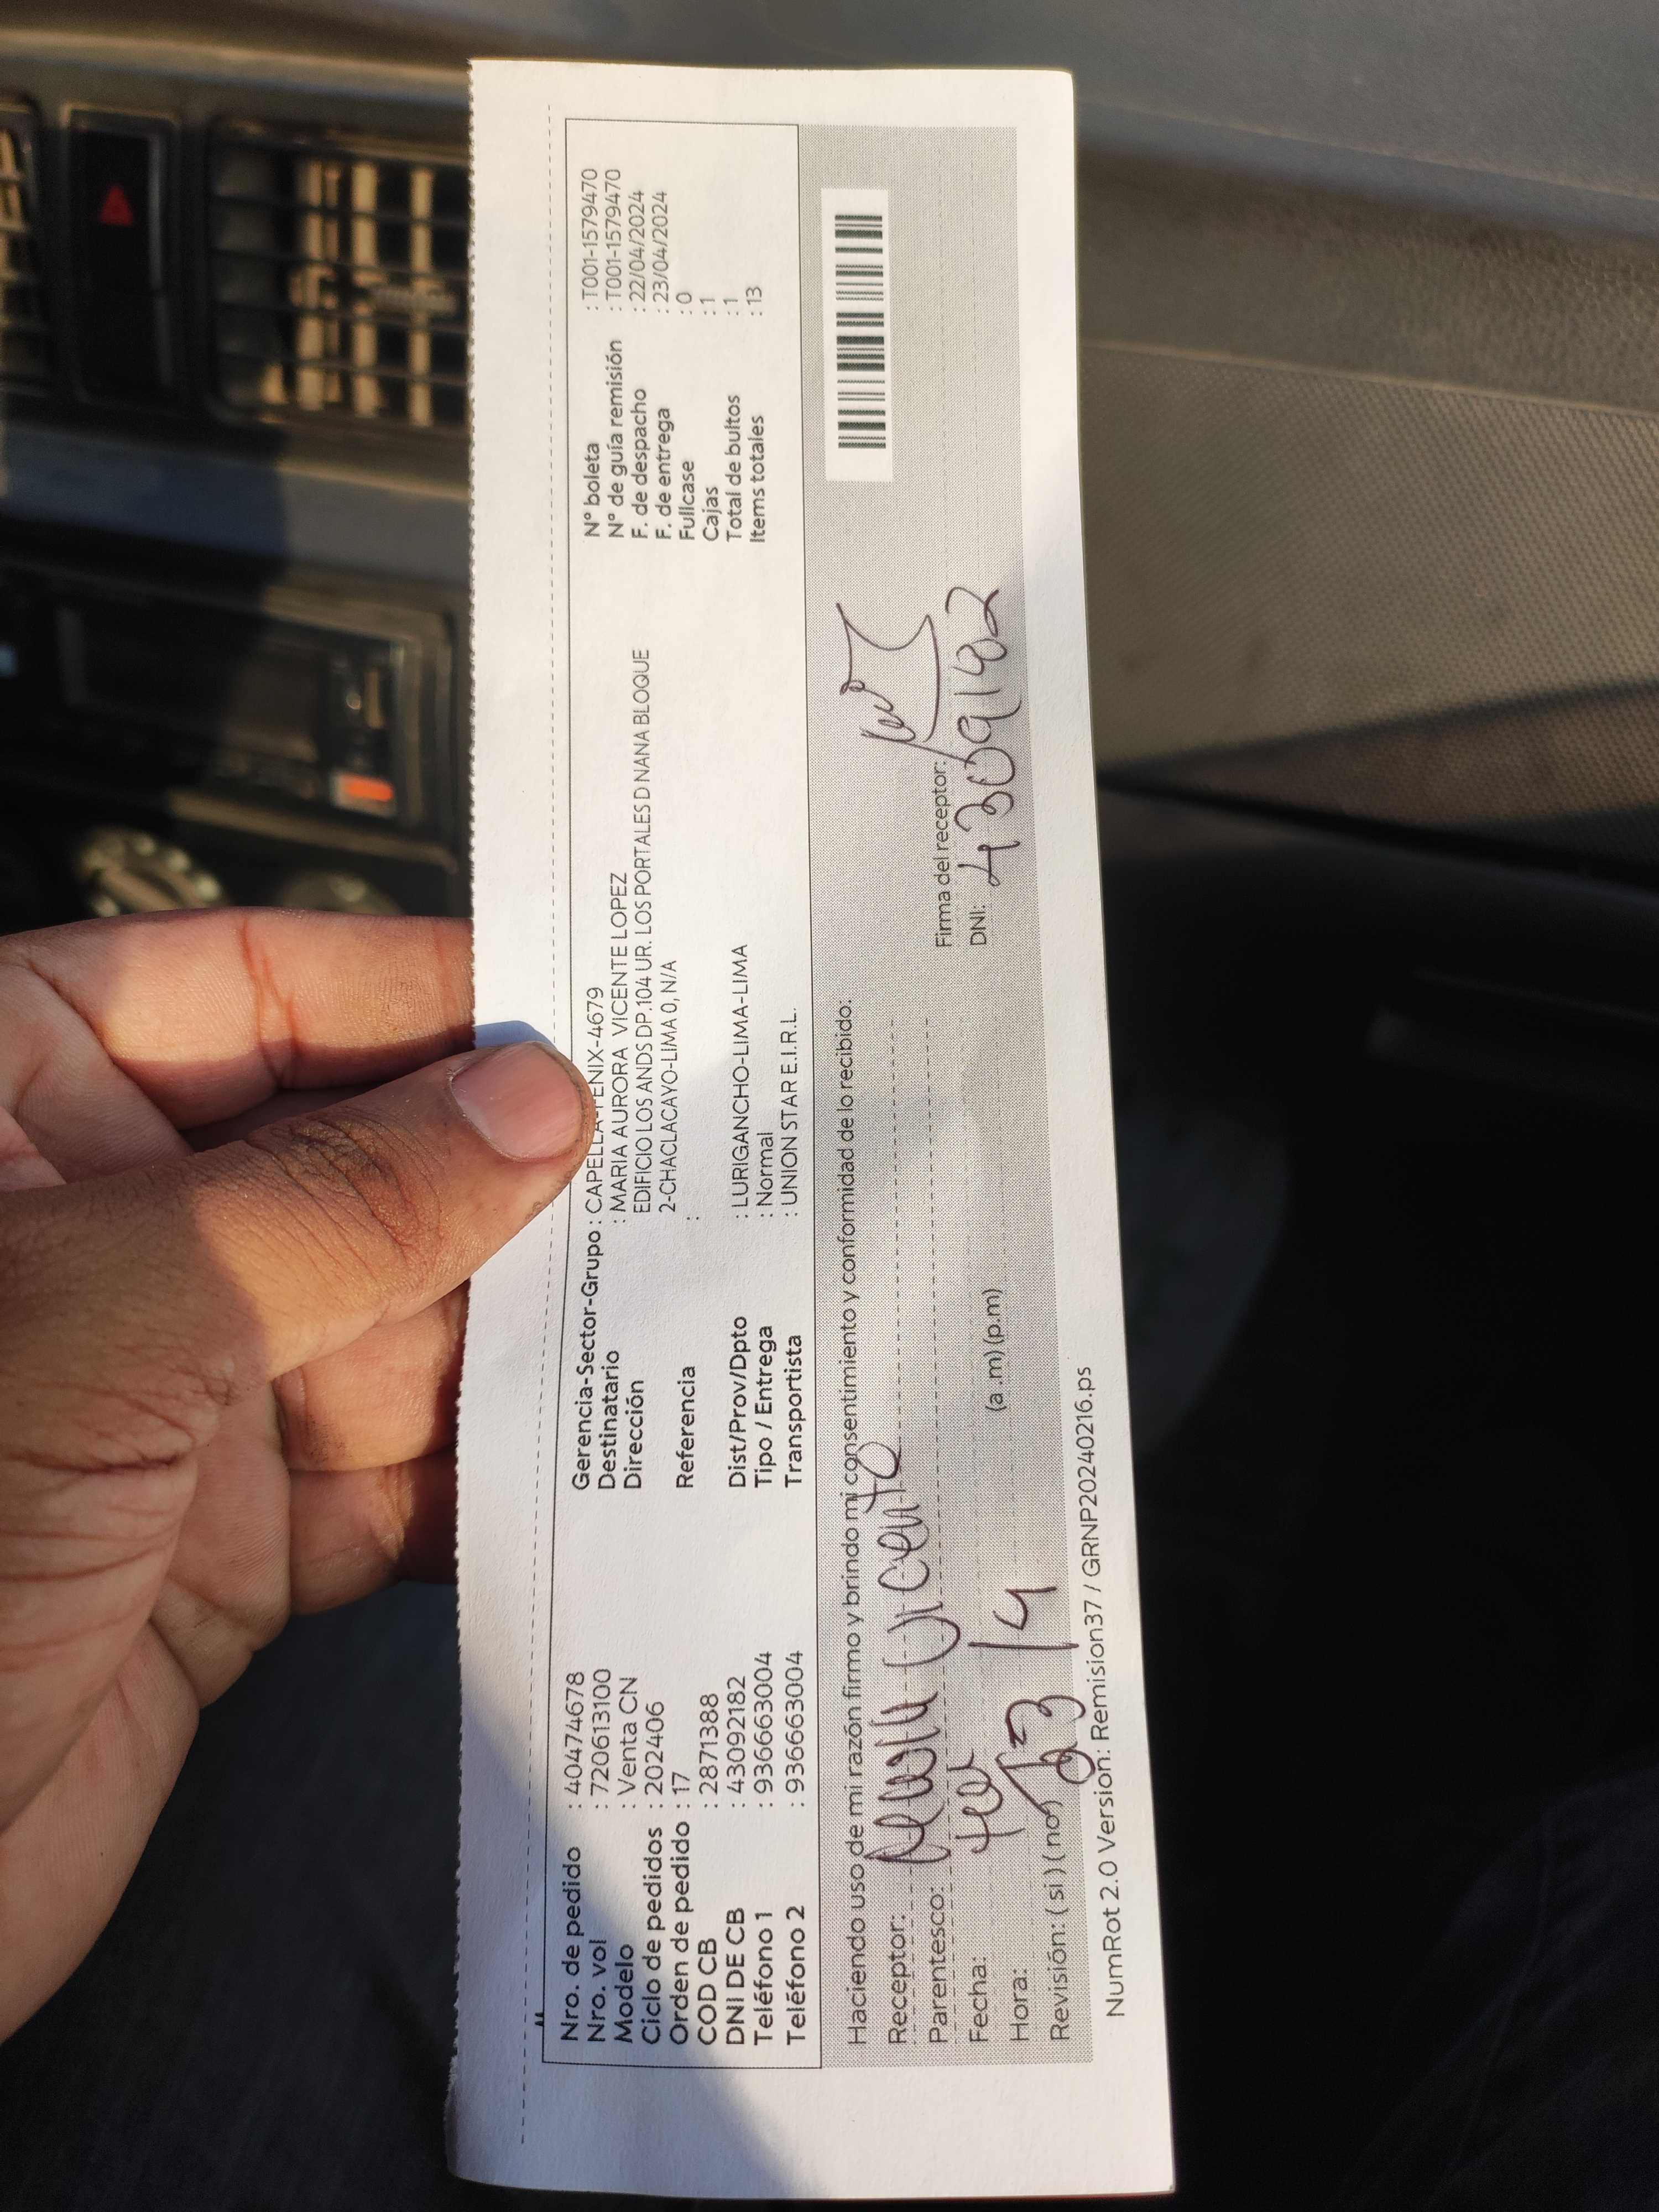 Nro. de pedido : 40474678
Nro. vol : 720613100
Modelo : Venta CN
Ciclo de pedidos : 202406
Orden de pedido : 17
COD CB : 2871388
DNI DE CB : 43092182
Teléfono 1 : 936663004
Teléfono 2 : 936663004
Gerencia-Sector-Grupo : CAPELLA-FENIX-4679
Destinatario : MARIA AURORA VICENTE LOPEZ
Dirección EDIFICIO LOS ANDS DP.104 UR. LOS PORTALES D NANA BLOQUE
2-CHACLACAYO-LIMA 0, N/A
Referencia :
Dist/Prov/Dpto : LURIGANCHO-LIMA-LIMA
Tipo / Entrega : Normal
Transportista : UNION STAR E.I.R.L.
N° boleta : T001-1579470
N° de guía remisión : T001-1579470
F. de despacho : 22/04/2024
F. de entrega : 23/04/2024
Fullcase : 0
Cajas : 1
Total de bultos : 1
Items totales : 13
Haciendo uso de mi razón firmo y brindo mi consentimiento y conformidad de lo recibido:
Receptor:
Parentesco:
Fecha: 23/4
Hora: (a .m) (p.m)
Revisión: ( si ) ( no )
Firma del receptor:
DNI: 43092182
NumRot 2.0 Version: Remision37 / GRNP20240216.ps